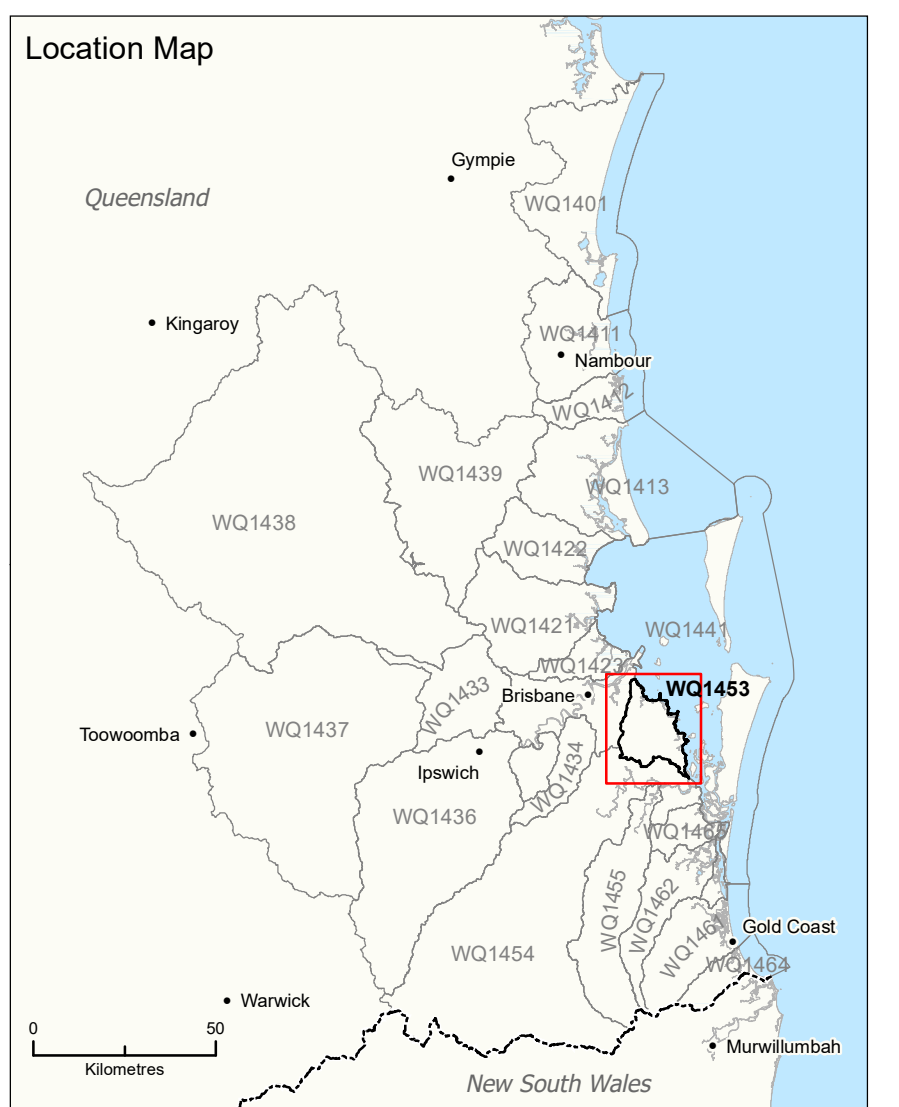 Location Map
Gympie
Queensland
WQ1401
Kingaroy
WQ1411
Nambour
WQ1412
WQ1439
WQ1413
WQ1438
WQ1422
WQ1421
WQ1441
WQ1423
WQ1433
Brisbane
WQ1453
WQ1437
Toowoomba
Ipswich
WQ1434
WQ1436
WQ1465
WQ1455
WQ1462
WQ1461
Gold Coast
WQ1454
WQ1464
Warwick
0 50
Kilometres
Murwillumbah
New South Wales